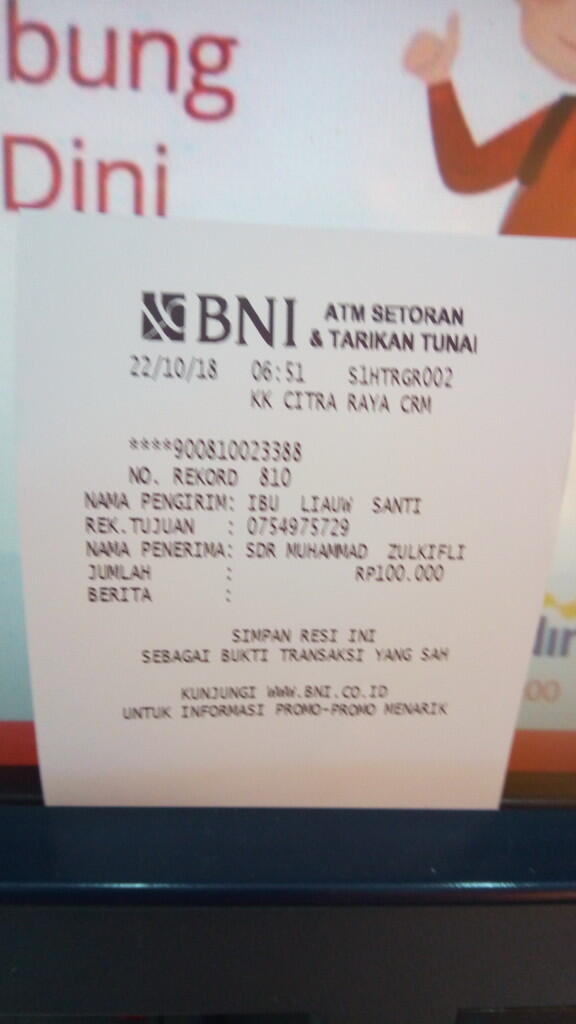 bung
Dini
BNI ATM SETORAN
& TARIKAN TUNAI
22/10/18 06:51 S1HTRGR002
KK CITRA RAYA CRM
****900810023388
NO. REKORD 810
NAMA PENGIRIM: IBU LIAUW SANTI
REK.TUJUAN : 0754975729
NAMA PENERIMA: SDR MUHAMMAD ZULKIFLI
JUMLAH : RP100.000
BERITA :
SIMPAN RESI INI
SEBAGAI BUKTI TRANSAKSI YANG SAH
KUNJUNGI WWW.BNI.CO.ID
UNTUK INFORMASI PROMO-PROMO MENARIK